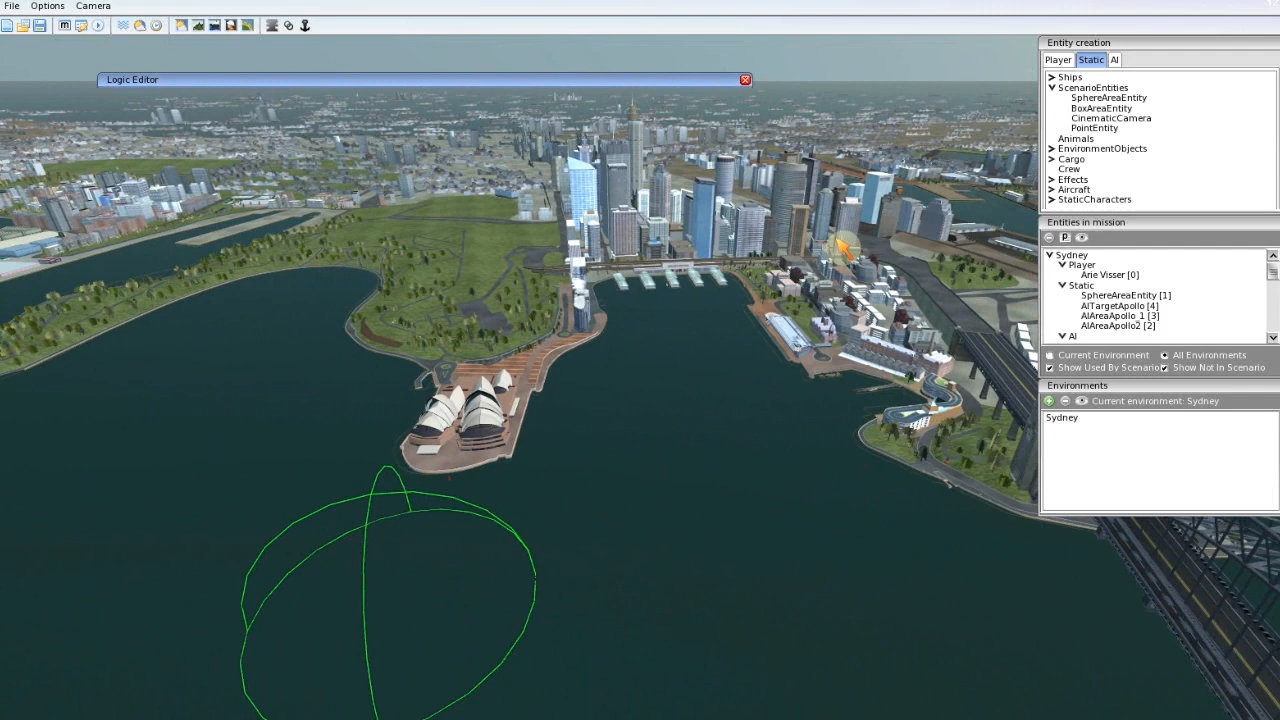 File Options Camera
m
Logic Editor
Entity creation
Player Static AI
Ships
ScenarioEntities
SphereAreaEntity
BoxAreaEntity
CinematicCamera
PointEntity
Animals
EnvironmentObjects
Cargo
Crew
Effects
Aircraft
StaticCharacters
Entities in mission
P
Sydney
Player
Arie Visser [0]
Static
SphereAreaEntity [1]
AITargetApollo [4]
AIAreaApollo_1 [3]
AIAreaApollo2 [2]
AI
Current Environment All Environments
Show Used By Scenario Show Not In Scenario
Environments
Current environment: Sydney
Sydney